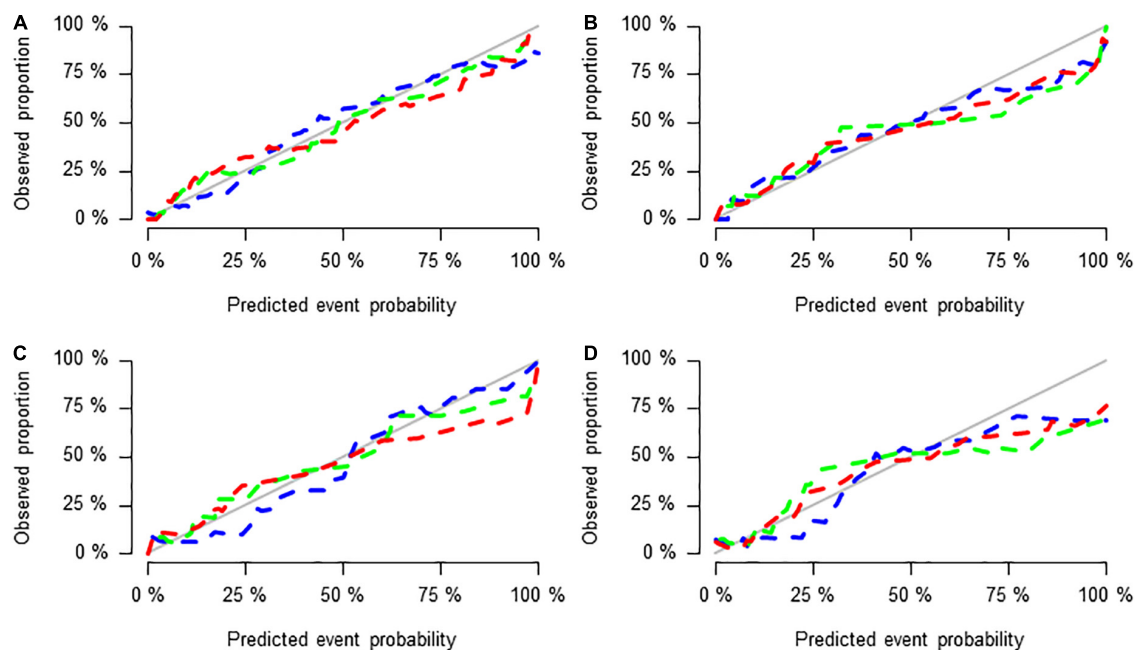 A
100 %
75 %
50 %
25 %
0 %
Observed proportion
0 % 25 % 50 % 75 % 100 %
Predicted event probability
B
100 %
75 %
50 %
25 %
0 %
Observed proportion
0 % 25 % 50 % 75 % 100 %
Predicted event probability
C
100 %
75 %
50 %
25 %
0 %
Observed proportion
0 % 25 % 50 % 75 % 100 %
Predicted event probability
D
100 %
75 %
50 %
25 %
0 %
Observed proportion
0 % 25 % 50 % 75 % 100 %
Predicted event probability